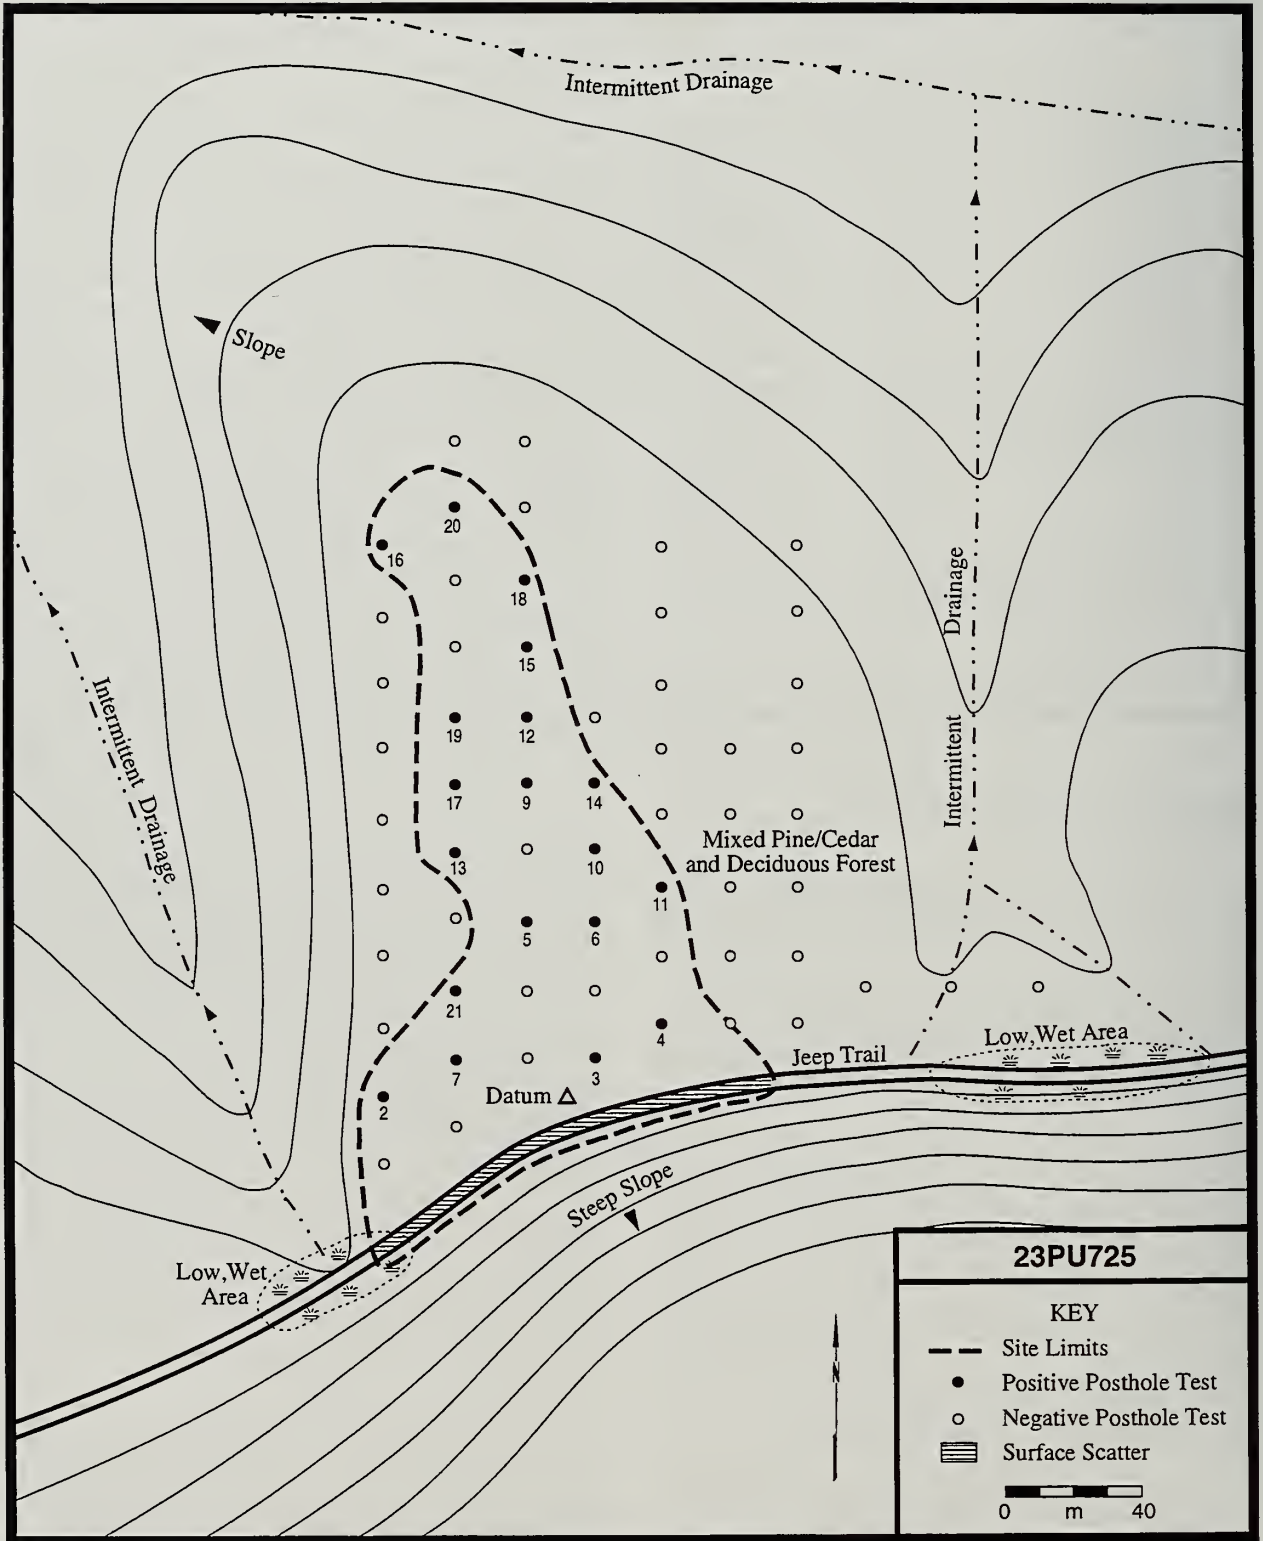 Intermittent Drainage
Slope
20
16
18
15
19
12
17
9
14
13
10
11
5
6
21
4
7
3
2
Mixed Pine/Cedar
and Deciduous Forest
Intermittent Drainage
Intermittent Drainage
Low,Wet Area
Jeep Trail
Datum
Steep Slope
Low,Wet
Area
N
23PU725
KEY
Site Limits
Positive Posthole Test
Negative Posthole Test
Surface Scatter
0 m 40